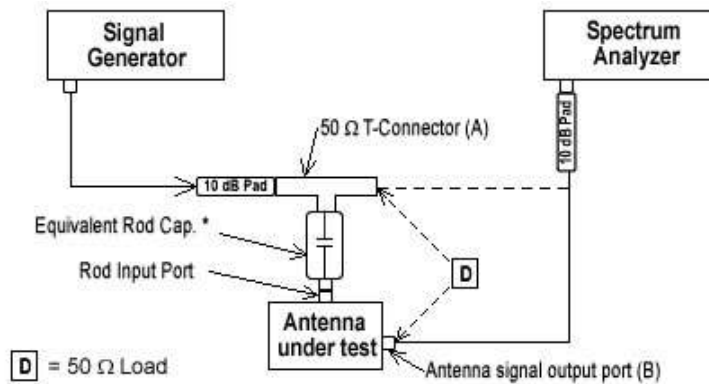 Signal
Generator
Spectrum
Analyzer
10 dB Pad
50 Ω T-Connector (A)
10 dB Pad
Equivalent Rod Cap. *
Rod Input Port
D
Antenna
under test
D = 50 Ω Load
Antenna signal output port (B)